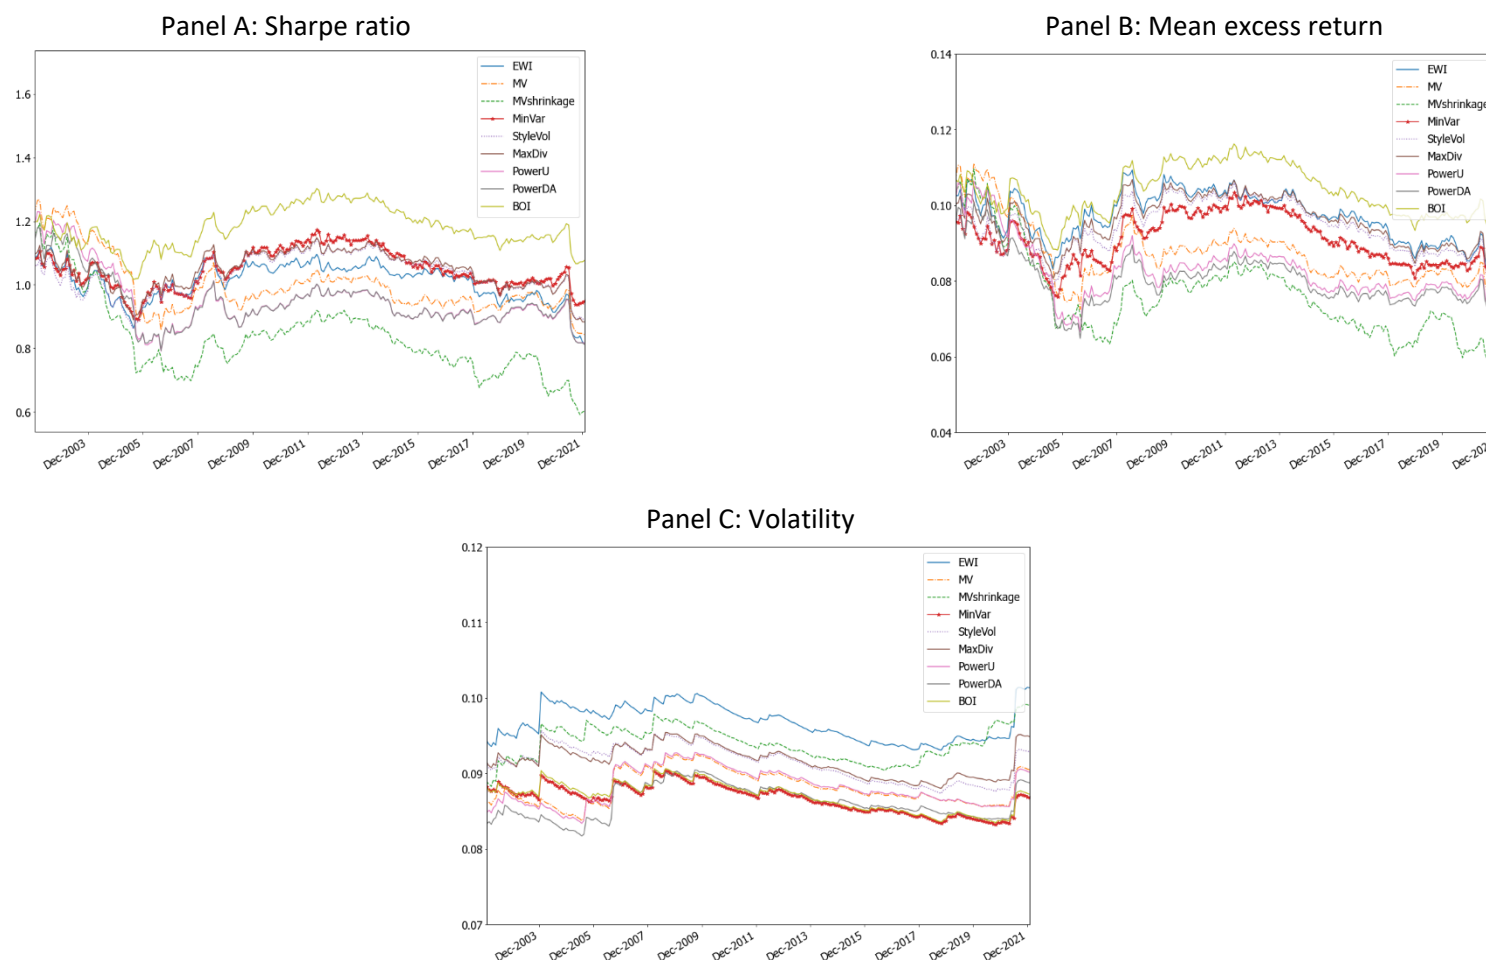 Panel A: Sharpe ratio
1.6
1.4
1.2
1.0
0.8
0.6
EWI
MV
MVshrinkage
MinVar
StyleVol
MaxDiv
PowerU
PowerDA
BOI
Dec-2003
Dec-2005
Dec-2007
Dec-2009
Dec-2011
Dec-2013
Dec-2015
Dec-2017
Dec-2019
Dec-2021
Panel B: Mean excess return
0.14
0.12
0.10
0.08
0.06
0.04
EWI
MV
MVshrinkage
MinVar
StyleVol
MaxDiv
PowerU
PowerDA
BOI
Dec-2003
Dec-2005
Dec-2007
Dec-2009
Dec-2011
Dec-2013
Dec-2015
Dec-2017
Dec-2019
Dec-202
Panel C: Volatility
0.12
0.11
0.10
0.09
0.08
0.07
EWI
MV
MVshrinkage
MinVar
StyleVol
MaxDiv
PowerU
PowerDA
BOI
Dec-2003
Dec-2005
Dec-2007
Dec-2009
Dec-2011
Dec-2013
Dec-2015
Dec-2017
Dec-2019
Dec-2021